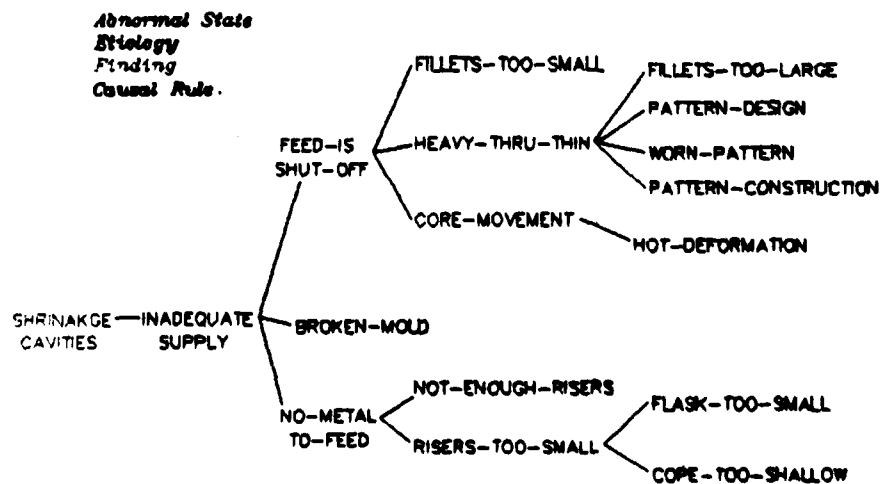 Abnormal State
Etiology
Finding
Causal Rule.
FILLETS-TOO-SMALL
FILLETS-TOO-LARGE
PATTERN-DESIGN
FEED-IS
SHUT-OFF
HEAVY-THRU-THIN
WORN-PATTERN
PATTERN-CONSTRUCTION
CORE-MOVEMENT
HOT-DEFORMATION
SHRINAKGE
CAVITIES
INADEQUATE
SUPPLY
BROKEN-MOLD
NO-METAL
TO-FEED
NOT-ENOUGH-RISERS
RISERS-TOO-SMALL
FLASK-TOO-SMALL
COPE-TOO-SHALLOW